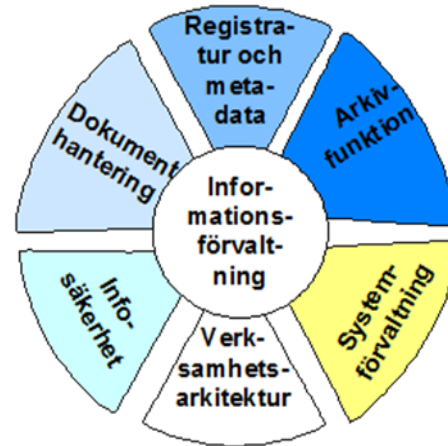 Registra-
tur och
meta-
data
Arkiv-
funktion
System-
förvaltning
Verk-
samhets-
arkitektur
Info-
säkerhet
Dokument
hantering
Infor-
mations-
förvalt-
ning